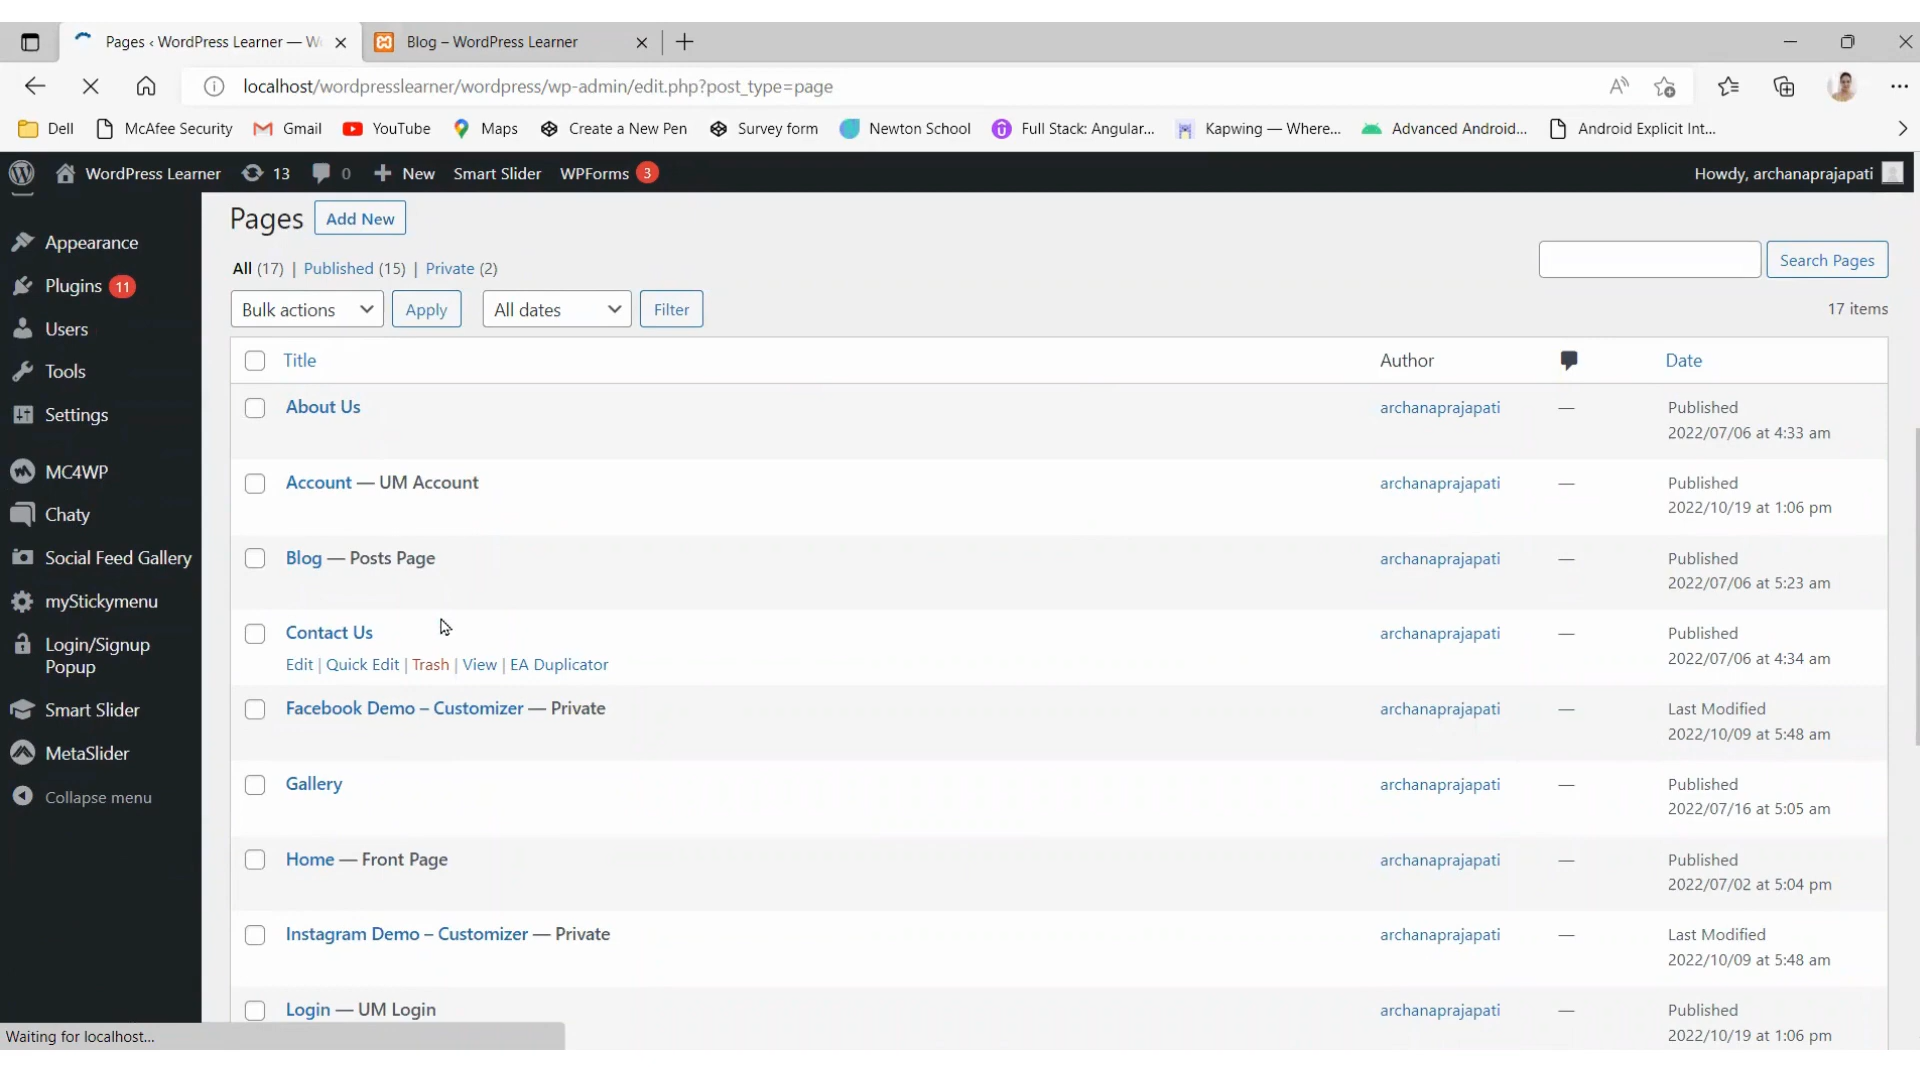 Pages ‹ WordPress Learner — W
Blog – WordPress Learner
localhost/wordpresslearner/wordpress/wp-admin/edit.php?post_type=page
Dell
McAfee Security
Gmail
YouTube
Maps
Create a New Pen
Survey form
Newton School
Full Stack: Angular...
Kapwing — Where...
Advanced Android...
Android Explicit Int...
WordPress Learner
13
0
New
Smart Slider
WPForms 3
Howdy, archanaprajapati
Appearance
Plugins 11
Users
Tools
Settings
MC4WP
Chaty
Social Feed Gallery
myStickymenu
Login/Signup
Popup
Smart Slider
MetaSlider
Collapse menu
Pages
Add New
All (17) | Published (15) | Private (2)
Search Pages
Bulk actions
Apply
All dates
Filter
17 items
Title
Author
Date
About Us
archanaprajapati
—
Published
2022/07/06 at 4:33 am
Account — UM Account
archanaprajapati
—
Published
2022/10/19 at 1:06 pm
Blog — Posts Page
archanaprajapati
—
Published
2022/07/06 at 5:23 am
Contact Us
Edit | Quick Edit | Trash | View | EA Duplicator
archanaprajapati
—
Published
2022/07/06 at 4:34 am
Facebook Demo – Customizer — Private
archanaprajapati
—
Last Modified
2022/10/09 at 5:48 am
Gallery
archanaprajapati
—
Published
2022/07/16 at 5:05 am
Home — Front Page
archanaprajapati
—
Published
2022/07/02 at 5:04 pm
Instagram Demo – Customizer — Private
archanaprajapati
—
Last Modified
2022/10/09 at 5:48 am
Login — UM Login
archanaprajapati
—
Published
2022/10/19 at 1:06 pm
Waiting for localhost...